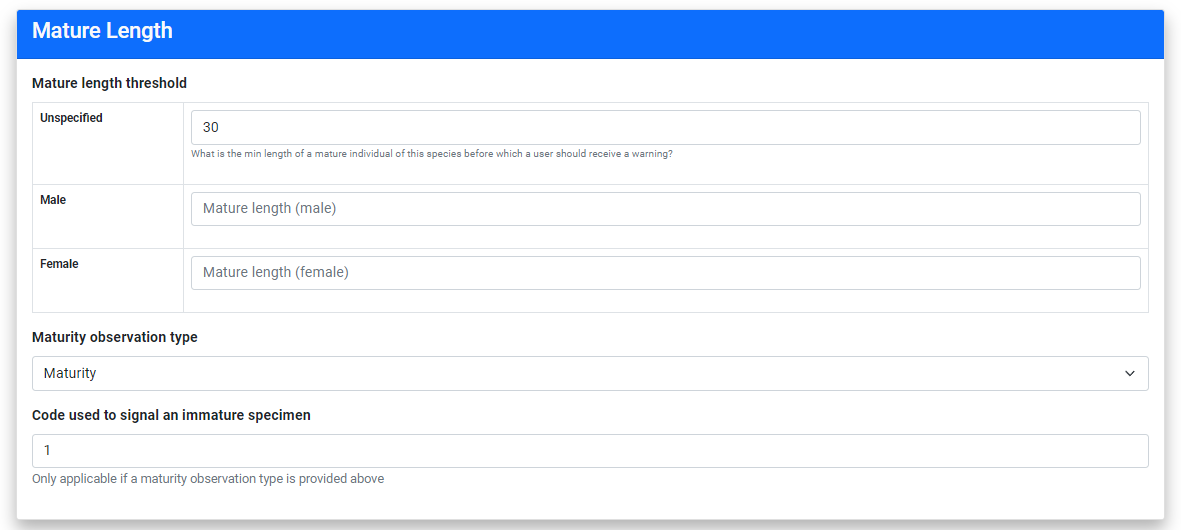 Mature Length
Mature length threshold
Unspecified
30
What is the min length of a mature individual of this species before which a user should receive a warning?
Male
Mature length (male)
Female
Mature length (female)
Maturity observation type
Maturity
Code used to signal an immature specimen
1
Only applicable if a maturity observation type is provided above